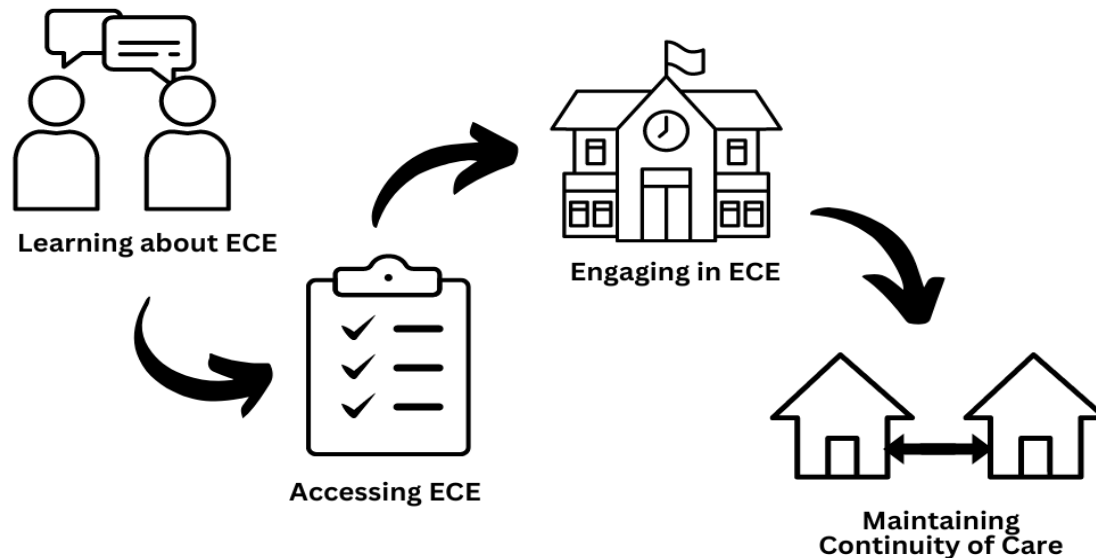 Learning about ECE
Accessing ECE
Engaging in ECE
Maintaining
Continuity of Care